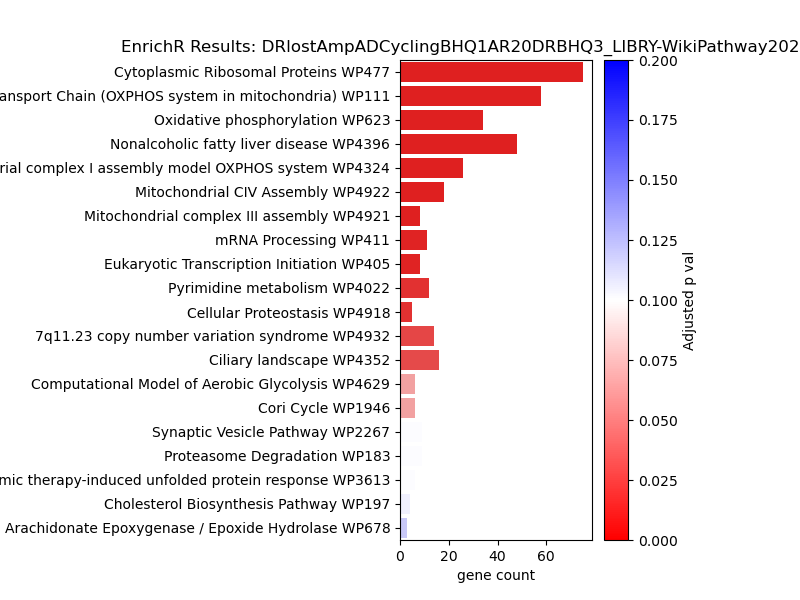 EnrichR Results: DRlostAmpADCyclingBHQ1AR20DRBHQ3_LIBRY-WikiPathway202
Cytoplasmic Ribosomal Proteins WP477
Chain (OXPHOS system in mitochondria) WP111
Oxidative phosphorylation WP623
Nonalcoholic fatty liver disease WP4396
complex I assembly model OXPHOS system WP4324
Mitochondrial CIV Assembly WP4922
Mitochondrial complex III assembly WP4921
mRNA Processing WP411
Eukaryotic Transcription Initiation WP405
Pyrimidine metabolism WP4022
Cellular Proteostasis WP4918
7q11.23 copy number variation syndrome WP4932
Ciliary landscape WP4352
Computational Model of Aerobic Glycolysis WP4629
Cori Cycle WP1946
Synaptic Vesicle Pathway WP2267
Proteasome Degradation WP183
therapy-induced unfolded protein response WP3613
Cholesterol Biosynthesis Pathway WP197
Arachidonate Epoxygenase / Epoxide Hydrolase WP678
0 20 40 60
gene count
0.200
0.175
0.150
0.125
0.100
0.075
0.050
0.025
0.000
Adjusted p val